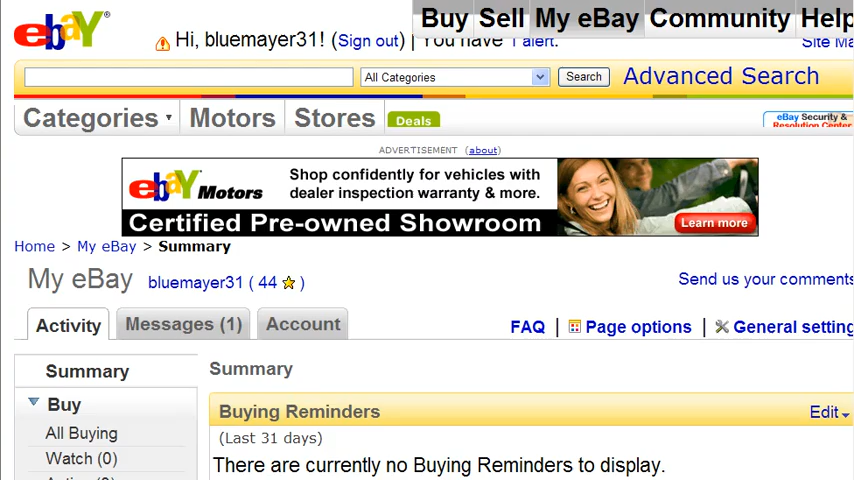 ebay
Buy Sell My eBay Community Help
Hi, bluemayer31! (Sign out) | You have 1 alert.
Site Ma
All Categories
Search
Advanced Search
Categories
Motors
Stores
Deals
eBay Security &
Resolution Center
ADVERTISEMENT (about)
ebay Motors
Shop confidently for vehicles with
dealer inspection warranty & more.
Certified Pre-owned Showroom
Learn more
Home > My eBay > Summary
My eBay
bluemayer31 ( 44 )
Send us your comments
Activity
Messages (1)
Account
FAQ | Page options | General setting
Summary
Buy
All Buying
Watch (0)
Summary
Buying Reminders
Edit
(Last 31 days)
There are currently no Buying Reminders to display.